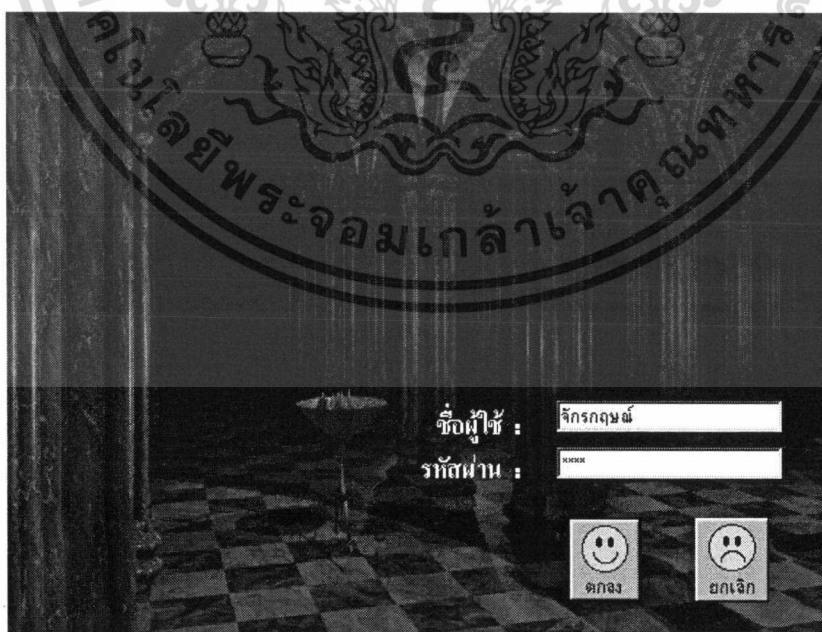 คโนโลยีพระจอมเกล้าเจ้าคุณทหาร
ชื่อผู้ใช้ : จักรกฤษณ์
รหัสผ่าน : ××××
ตกลง ยกเลิก